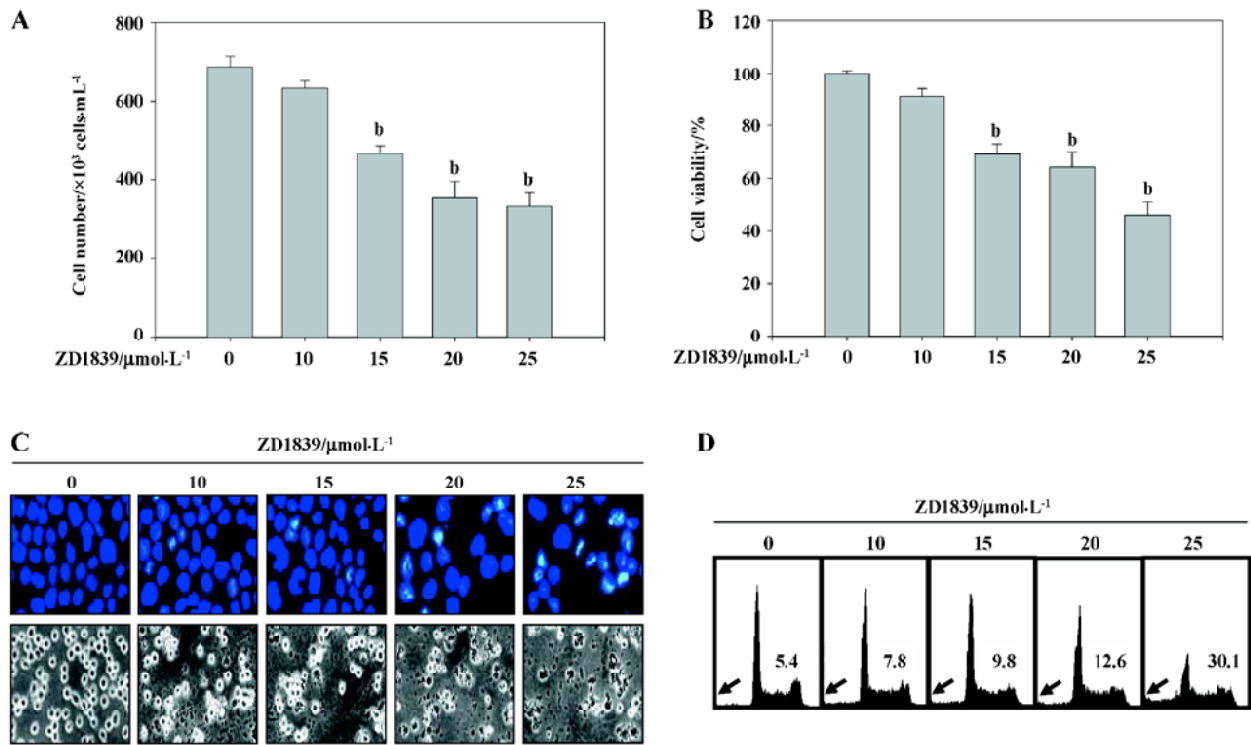 A
800
600
400
200
0
Cell number/×10³ cells·mL⁻¹
b
b
b
ZD1839/μmol·L⁻¹ 0 10 15 20 25
B
120
100
80
60
40
20
0
Cell viability/%
b
b
b
ZD1839/μmol·L⁻¹ 0 10 15 20 25
C
ZD1839/μmol·L⁻¹
0 10 15 20 25
D
ZD1839/μmol·L⁻¹
0 10 15 20 25
5.4 7.8 9.8 12.6 30.1